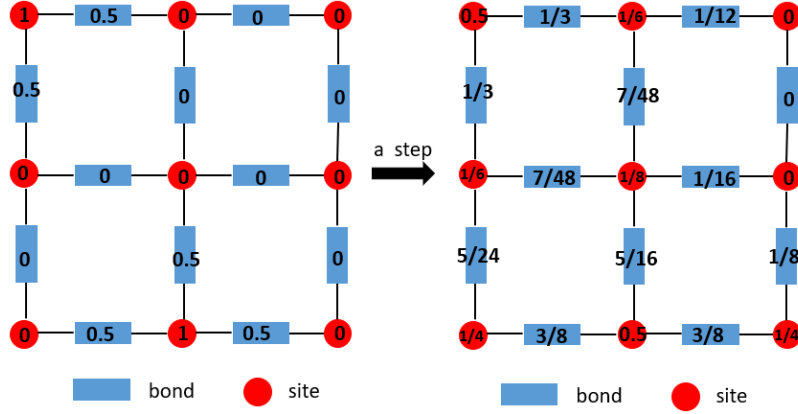 1 0.5 0 0 0 0.5 1/3 1/6 1/12 0
0.5 0 0 1/3 7/48 0
a step
0 0 0 0 0 1/6 7/48 1/8 1/16 0
0 0.5 0 5/24 5/16 1/8
0 0.5 1 0.5 0 1/4 3/8 0.5 3/8 1/4
bond site bond site